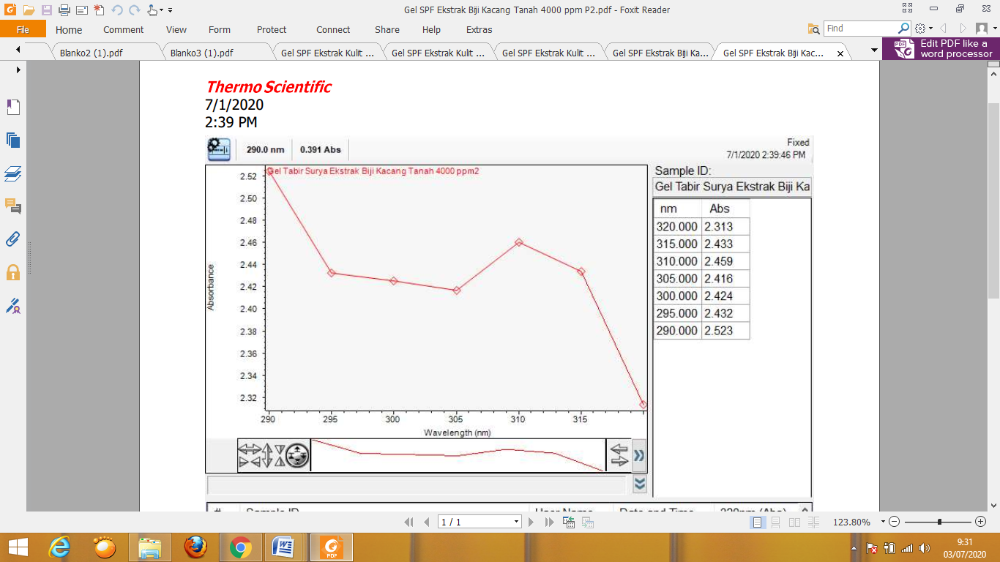 Gel SPF Ekstrak Biji Kacang Tanah 4000 ppm P2.pdf - Foxit Reader
File Home Comment View Form Protect Connect Share Help Extras
Find
Blanko2 (1).pdf
Blanko3 (1).pdf
Gel SPF Ekstrak Kulit ...
Gel SPF Ekstrak Kulit ...
Gel SPF Ekstrak Kulit ...
Gel SPF Ekstrak Biji Ka...
Gel SPF Ekstrak Biji Kac...
Edit PDF like a
word processor
Thermo Scientific
7/1/2020
2:39 PM
290.0 nm 0.391 Abs
Fixed
7/1/2020 2:39:46 PM
Gel Tabir Surya Ekstrak Biji Kacang Tanah 4000 ppm2
Absorbance
2.52
2.50
2.48
2.46
2.44
2.42
2.40
2.38
2.36
2.34
2.32
290 295 300 305 310 315
Wavelength (nm)
Sample ID:
Gel Tabir Surya Ekstrak Biji Ka
nm Abs
320.000 2.313
315.000 2.433
310.000 2.459
305.000 2.416
300.000 2.424
295.000 2.432
290.000 2.523
# Sample ID User Name Date and Time 320nm (Abs)
1 / 1
123.80%
PDF
9:31
03/07/2020